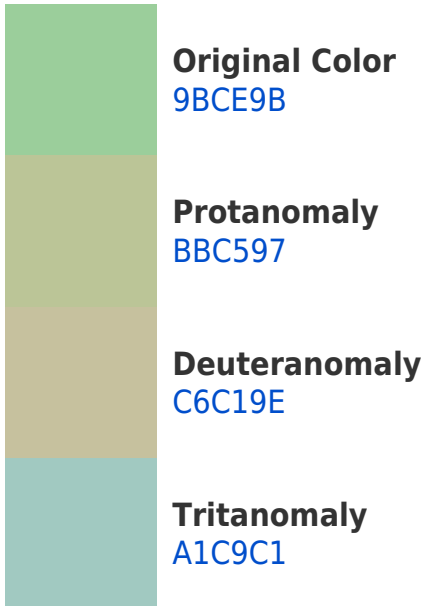 Original Color
9BCE9B
Protanomaly
BBC597
Deuteranomaly
C6C19E
Tritanomaly
A1C9C1